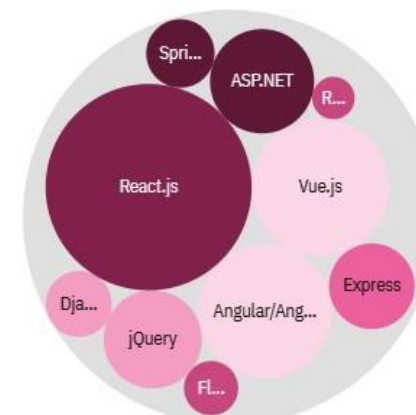 Spri...
ASP.NET
R...
React.js
Vue.js
Express
Dja...
Angular/Ang...
jQuery
Fl...